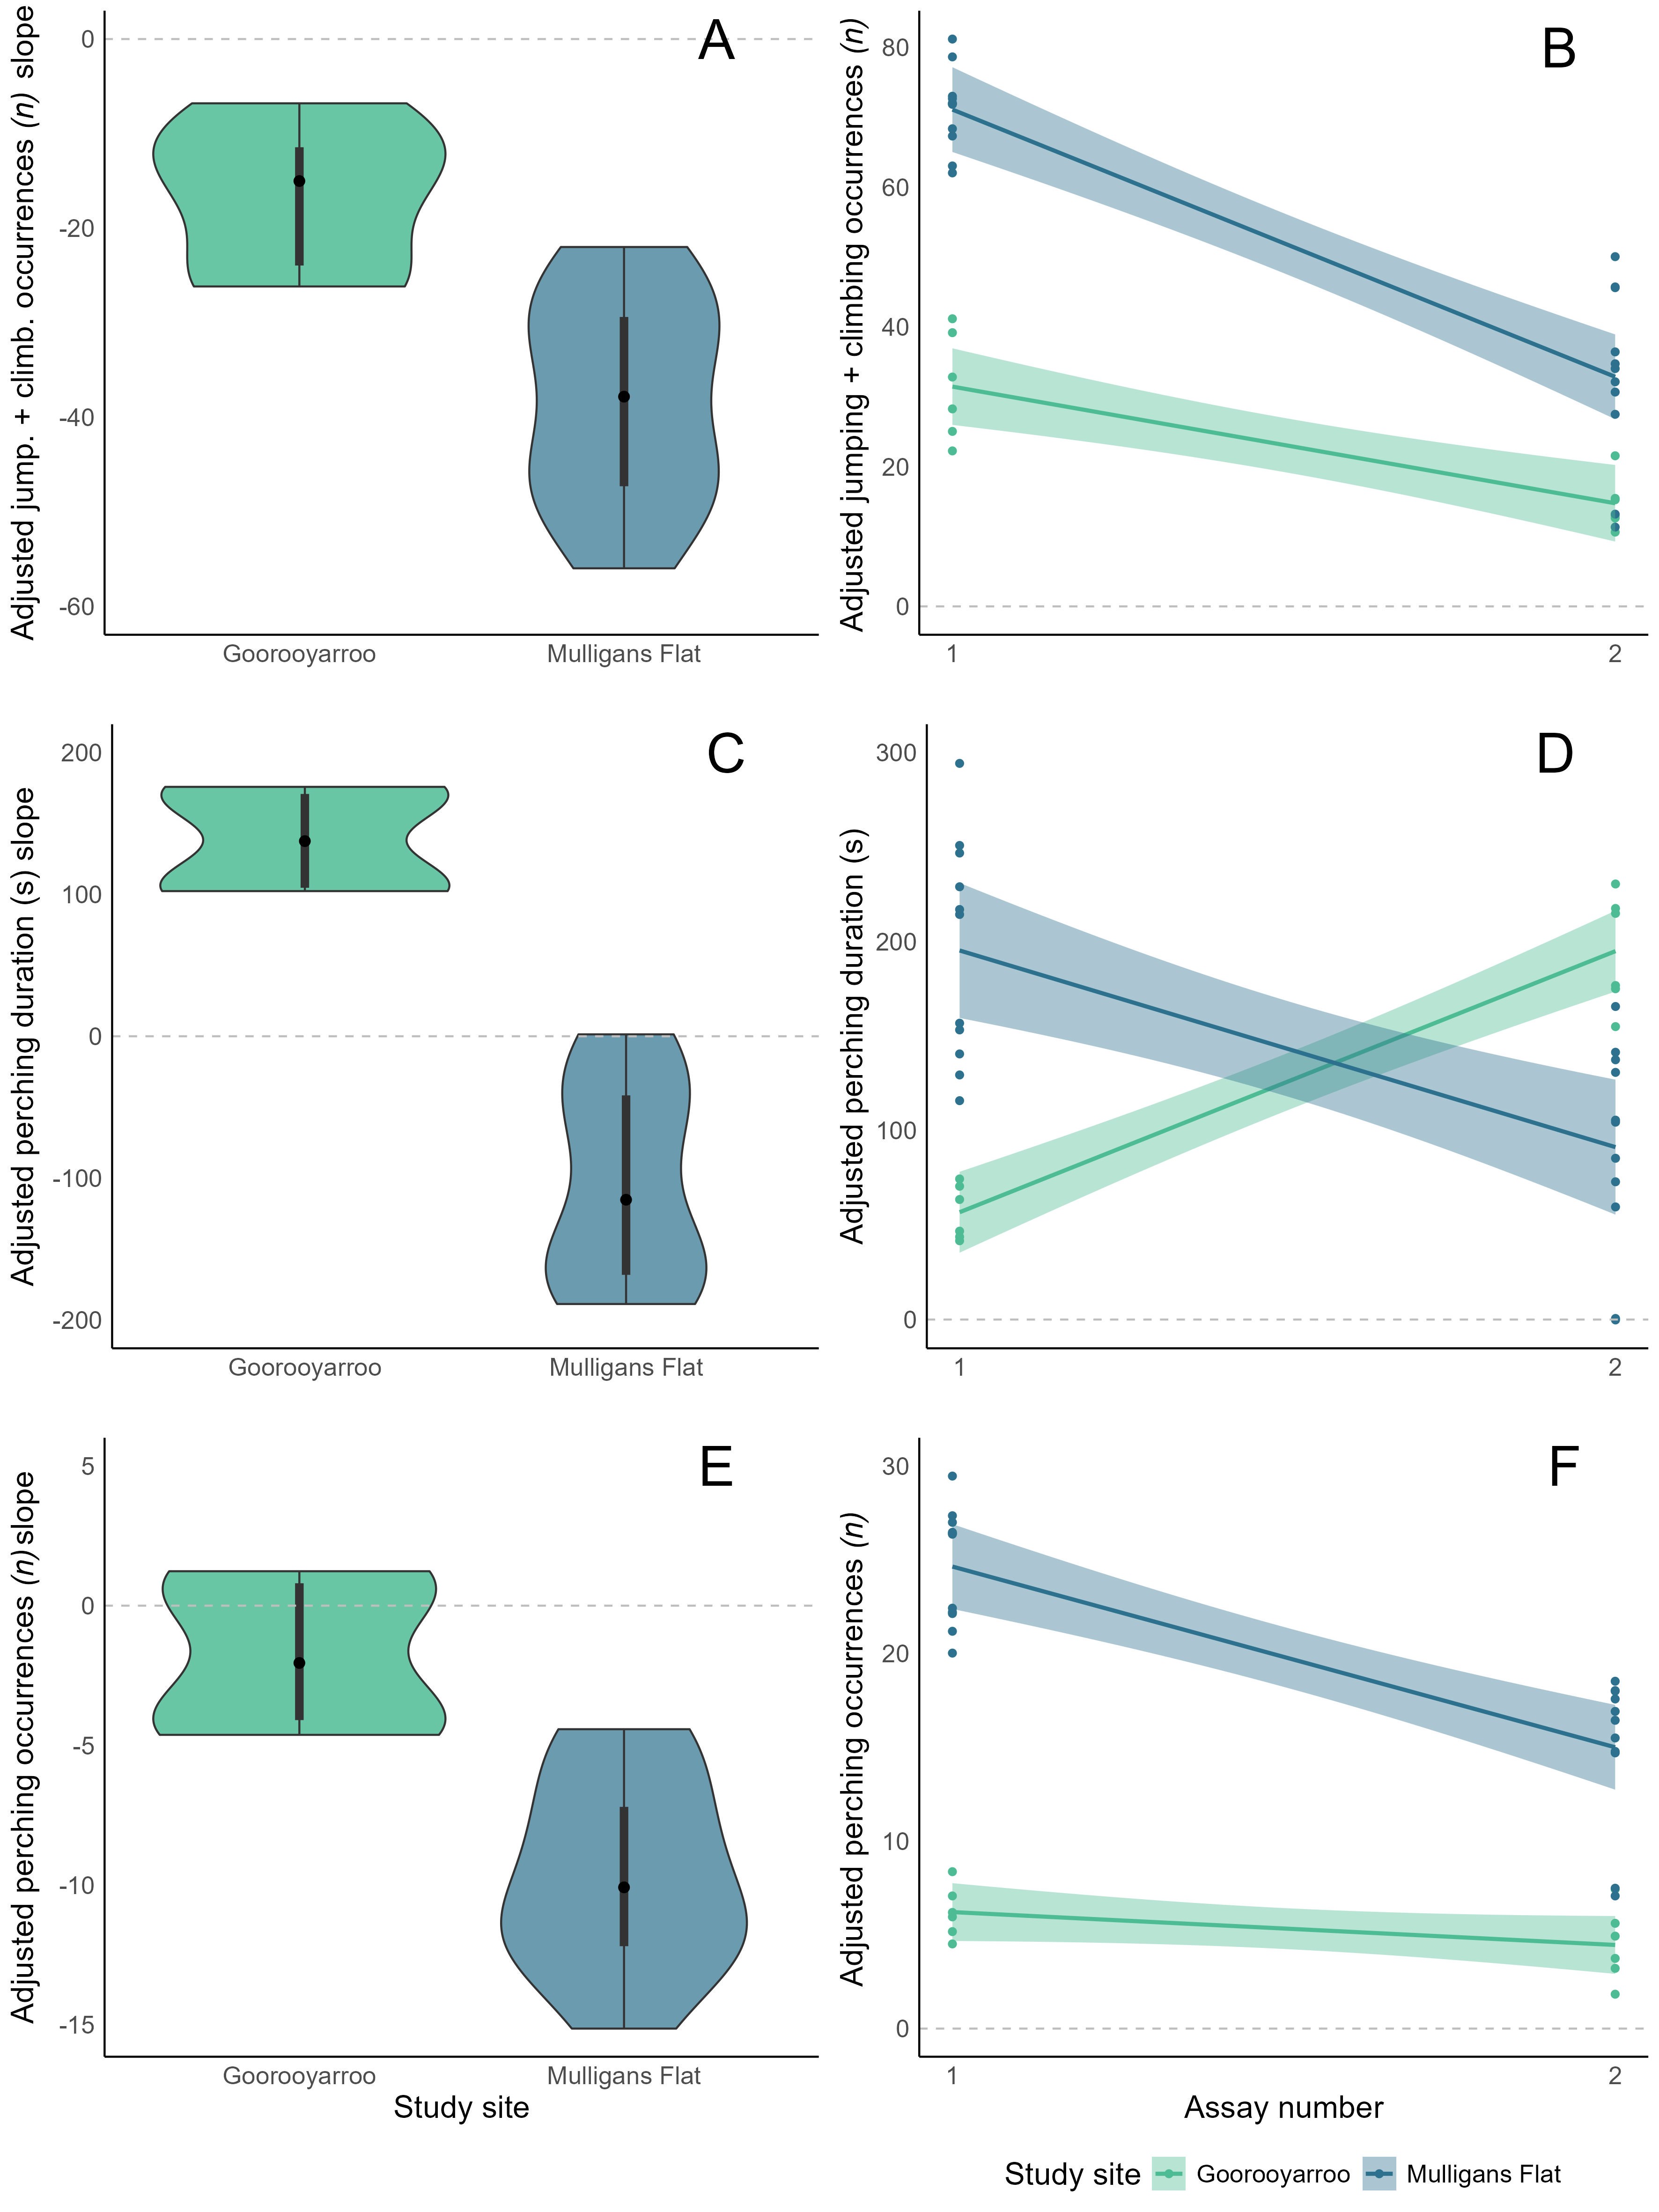 A
Adjusted jump. + climb. occurrences (n) slope
0
-20
-40
-60
Goorooyarroo Mulligans Flat
B
Adjusted jumping + climbing occurrences (n)
80
60
40
20
0
1 2
C
Adjusted perching duration (s) slope
200
100
0
-100
-200
Goorooyarroo Mulligans Flat
D
Adjusted perching duration (s)
300
200
100
0
1 2
E
Adjusted perching occurrences (n) slope
5
0
-5
-10
-15
Goorooyarroo Mulligans Flat
Study site
F
Adjusted perching occurrences (n)
30
20
10
0
1 2
Assay number
Study site Goorooyarroo Mulligans Flat